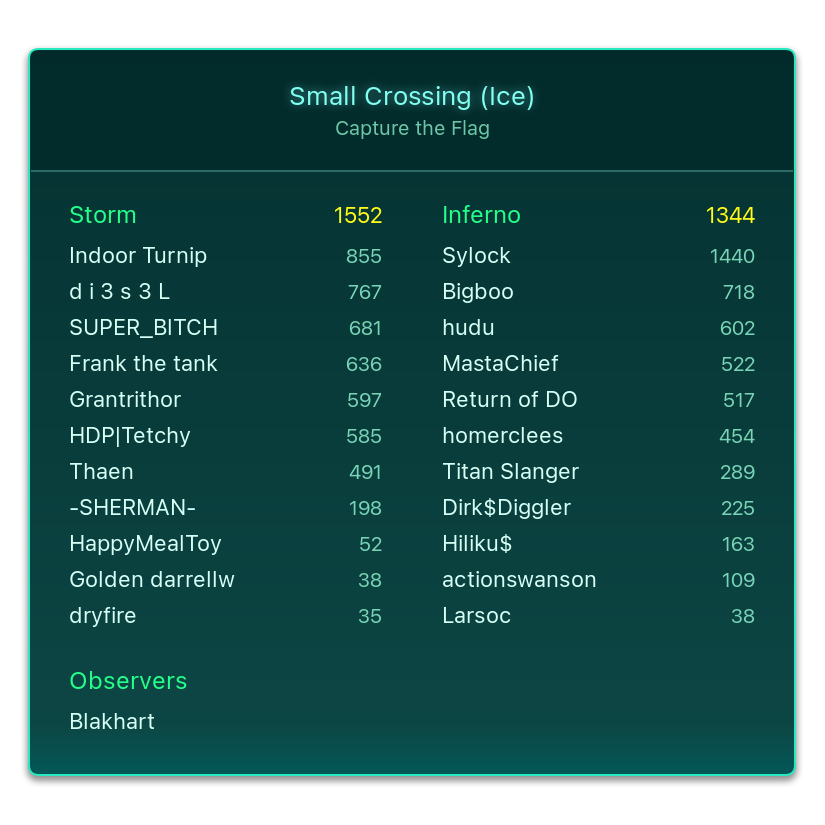 Small Crossing (Ice)
Capture the Flag
Storm 1552
Indoor Turnip 855
d i 3 s 3 L 767
SUPER_BITCH 681
Frank the tank 636
Grantrithor 597
HDP|Tetchy 585
Thaen 491
-SHERMAN- 198
HappyMealToy 52
Golden darrellw 38
dryfire 35
Inferno 1344
Sylock 1440
Bigboo 718
hudu 602
MastaChief 522
Return of DO 517
homerclees 454
Titan Slanger 289
Dirk$Diggler 225
Hiliku$ 163
actionswanson 109
Larsoc 38
Observers
Blakhart